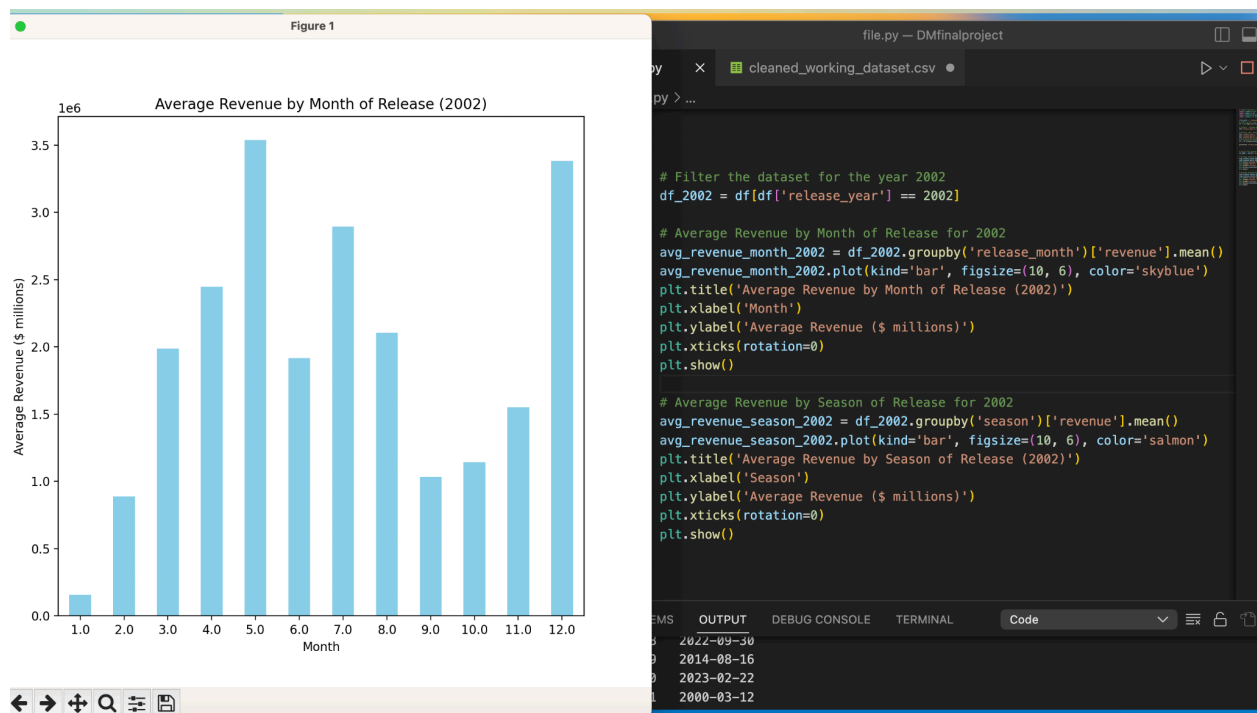 Figure 1
Average Revenue by Month of Release (2002)
1e6
3.5
3.0
2.5
2.0
1.5
1.0
0.5
0.0
Average Revenue ($ millions)
1.0 2.0 3.0 4.0 5.0 6.0 7.0 8.0 9.0 10.0 11.0 12.0
Month
file.py — DMfinalproject
py × cleaned_working_dataset.csv ●
py > ...
# Filter the dataset for the year 2002
df_2002 = df[df['release_year'] == 2002]
# Average Revenue by Month of Release for 2002
avg_revenue_month_2002 = df_2002.groupby('release_month')['revenue'].mean()
avg_revenue_month_2002.plot(kind='bar', figsize=(10, 6), color='skyblue')
plt.title('Average Revenue by Month of Release (2002)')
plt.xlabel('Month')
plt.ylabel('Average Revenue ($ millions)')
plt.xticks(rotation=0)
plt.show()
# Average Revenue by Season of Release for 2002
avg_revenue_season_2002 = df_2002.groupby('season')['revenue'].mean()
avg_revenue_season_2002.plot(kind='bar', figsize=(10, 6), color='salmon')
plt.title('Average Revenue by Season of Release (2002)')
plt.xlabel('Season')
plt.ylabel('Average Revenue ($ millions)')
plt.xticks(rotation=0)
plt.show()
EMS OUTPUT DEBUG CONSOLE TERMINAL Code
2022-09-30
9 2014-08-16
0 2023-02-22
1 2000-03-12